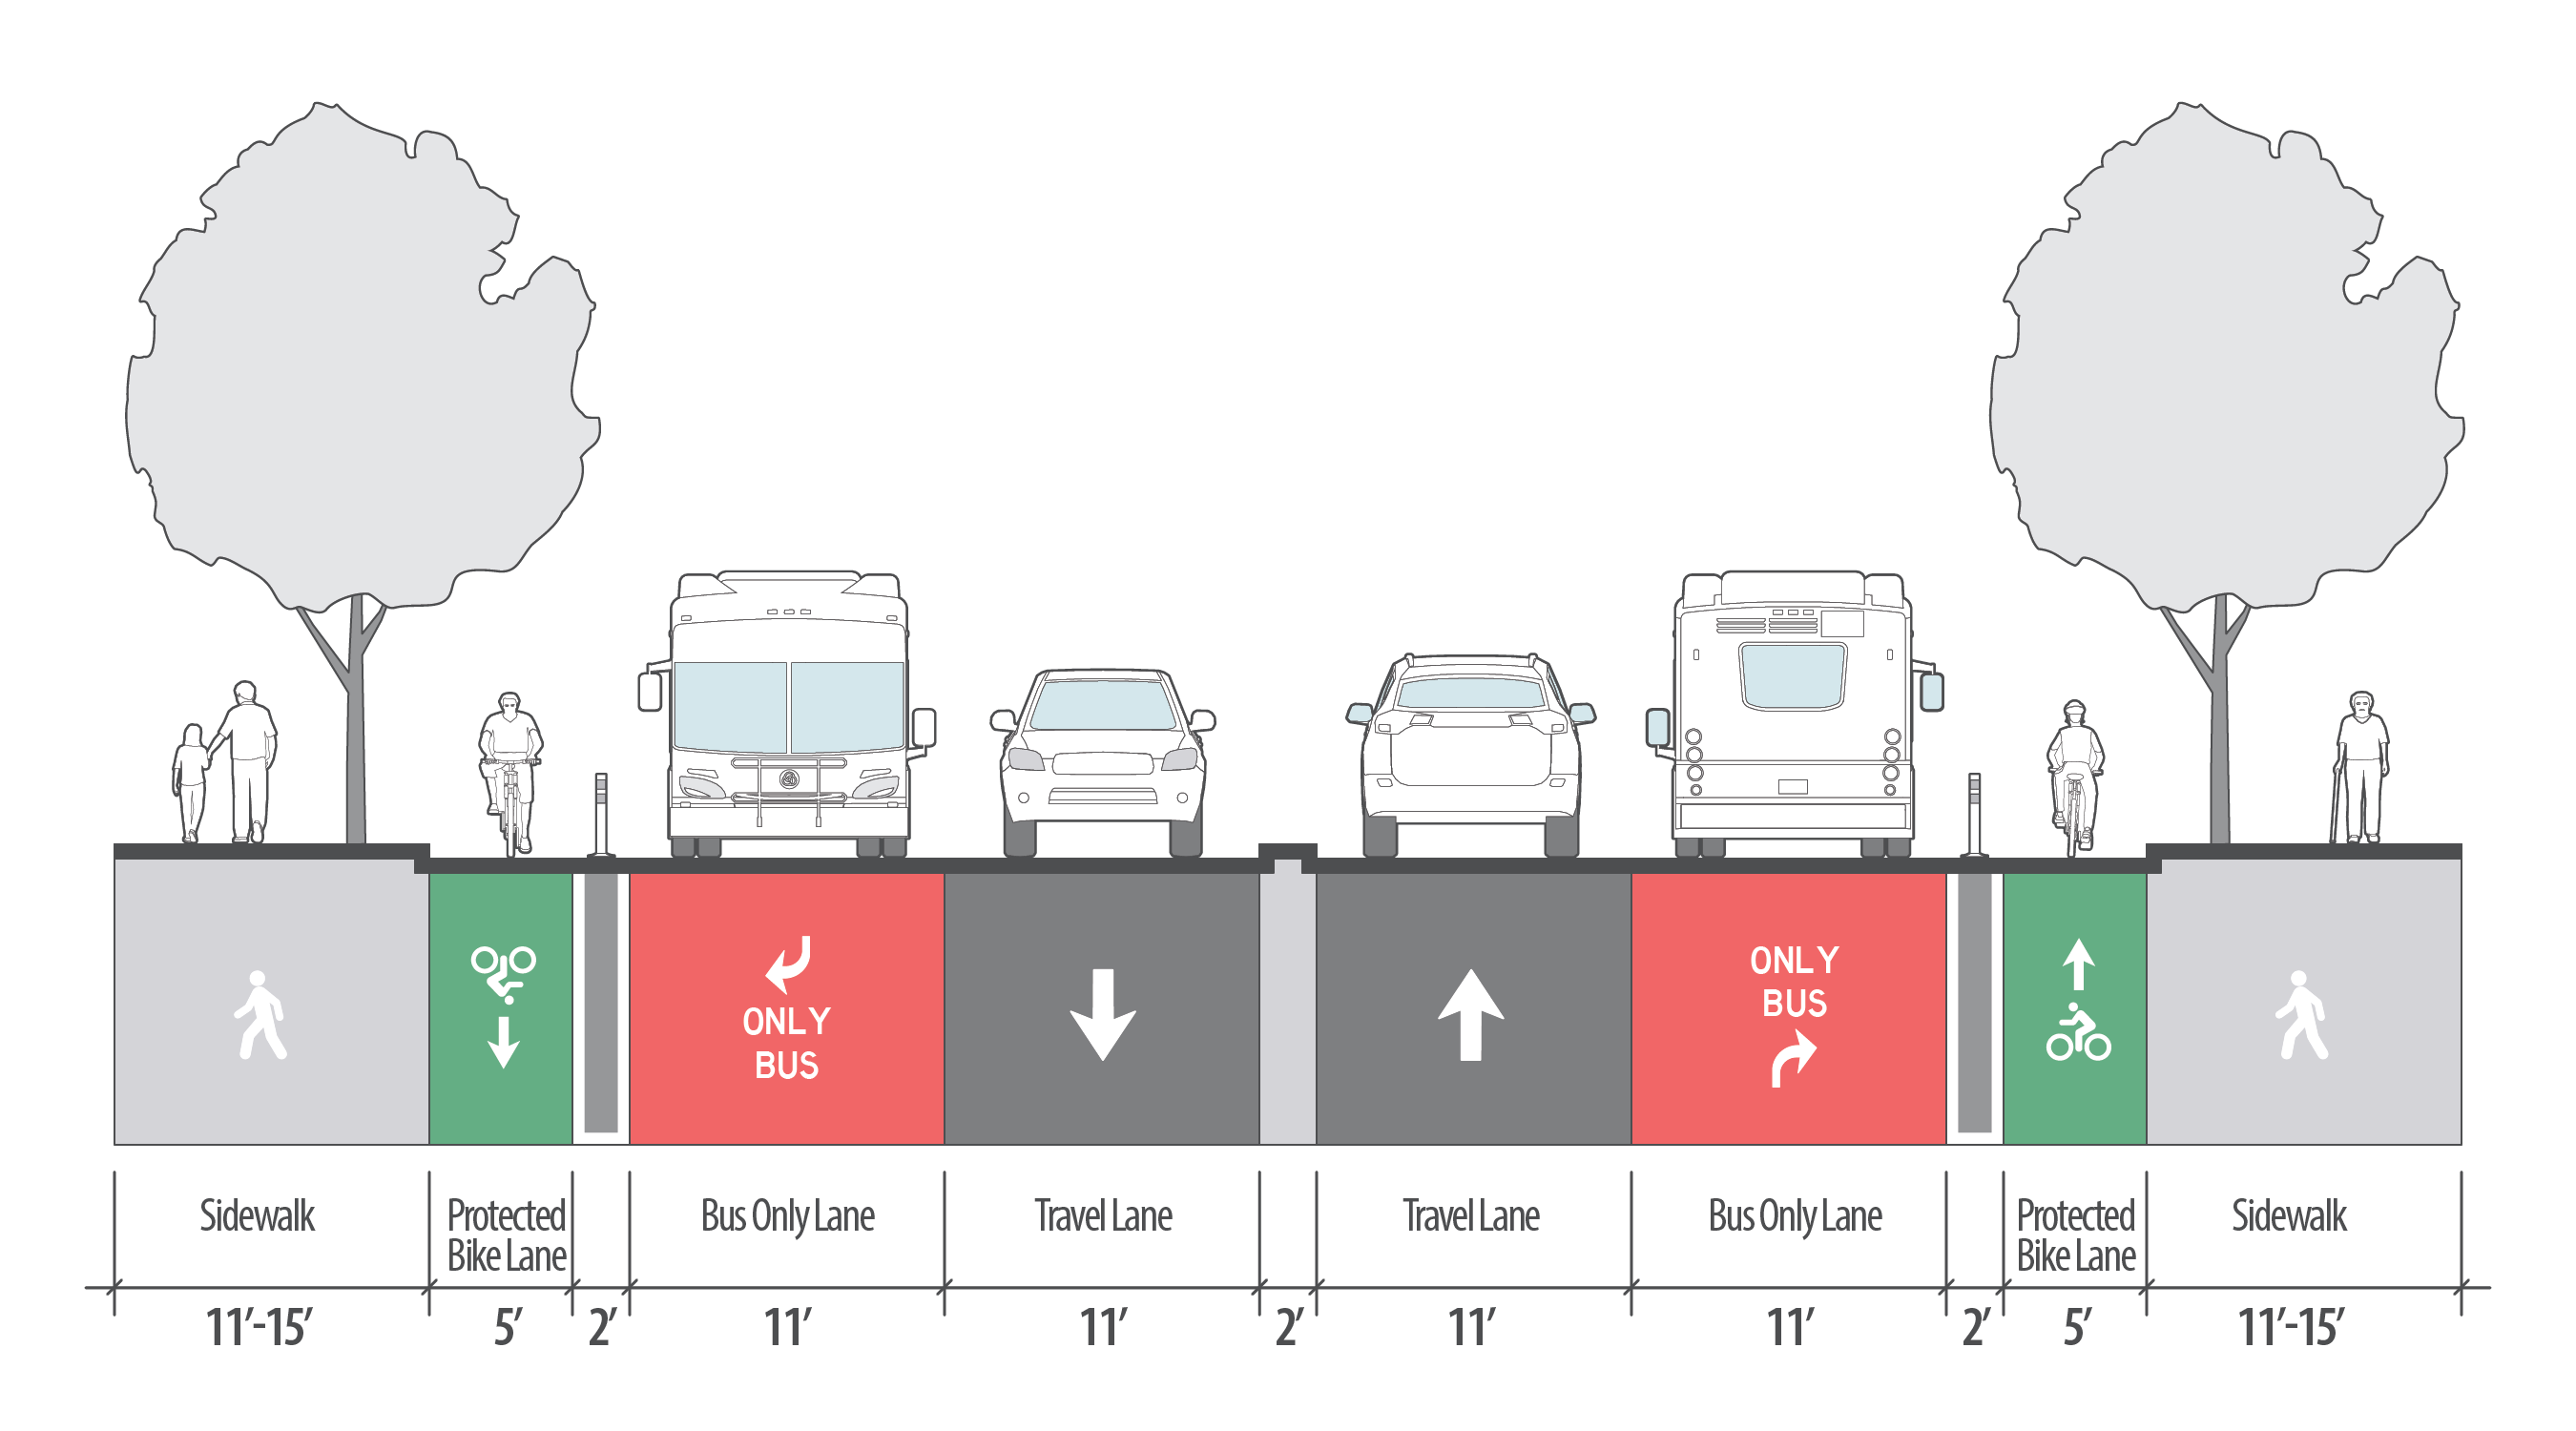 ONLY
BUS
ONLY
BUS
Sidewalk
Protected
Bike Lane
Bus Only Lane
Travel Lane
Travel Lane
Bus Only Lane
Protected
Bike Lane
Sidewalk
11′-15′
5′
2′
11′
11′
2′
11′
11′
2′
5′
11′-15′